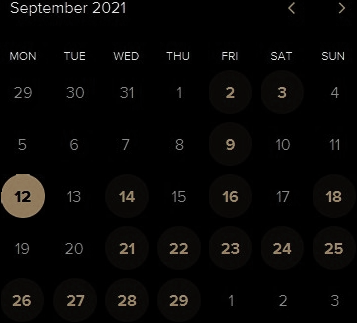 September 2021
MON TUE WED THU FRI SAT SUN
29 30 31 1 2 3 4
5 6 7 8 9 10 11
12 13 14 15 16 17 18
19 20 21 22 23 24 25
26 27 28 29 1 2 3